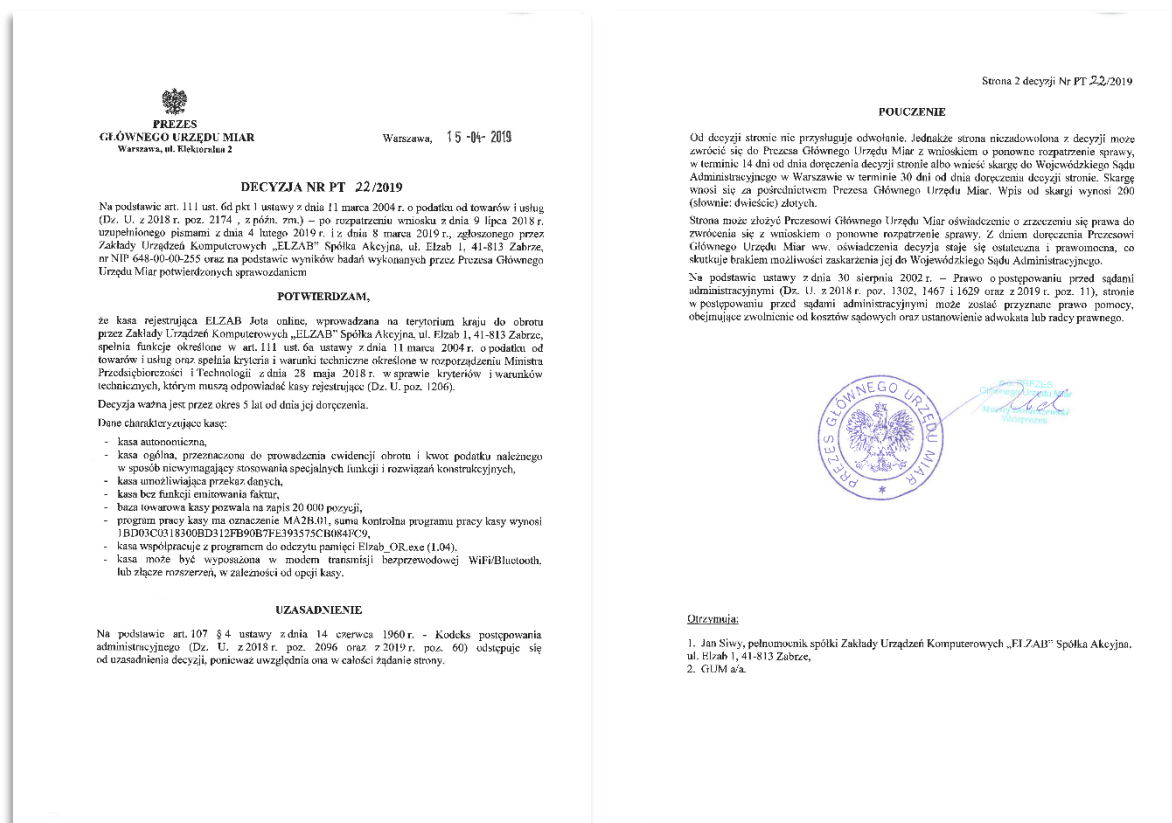 PREZES
GŁÓWNEGO URZĘDU MIAR
Warszawa, ul. Elektoralna 2
Warszawa, 15 -04- 2019
DECYZJA NR PT 22/2019
Na podstawie art. 111 ust. 6d pkt 1 ustawy z dnia 11 marca 2004 r. o podatku od towarów i usług
(Dz. U. z 2018 r. poz. 2174 , z późn. zm.) – po rozpatrzeniu wniosku z dnia 9 lipca 2018 r.
uzupełnionego pismami z dnia 4 lutego 2019 r. i z dnia 8 marca 2019 r., zgłoszonego przez
Zakłady Urządzeń Komputerowych „ELZAB” Spółka Akcyjna, ul. Elzab 1, 41-813 Zabrze,
nr NIP 648-00-00-255 oraz na podstawie wyników badań wykonanych przez Prezesa Głównego
Urzędu Miar potwierdzonych sprawozdaniem
POTWIERDZAM,
że kasa rejestrująca ELZAB Jota online, wprowadzana na terytorium kraju do obrotu
przez Zakłady Urządzeń Komputerowych „ELZAB” Spółka Akcyjna, ul. Elzab 1, 41-813 Zabrze,
spełnia funkcje określone w art. 111 ust. 6a ustawy z dnia 11 marca 2004 r. o podatku od
towarów i usług oraz spełnia kryteria i warunki techniczne określone w rozporządzeniu Ministra
Przedsiębiorczości i Technologii z dnia 28 maja 2018 r. w sprawie kryteriów i warunków
technicznych, którym muszą odpowiadać kasy rejestrujące (Dz. U. poz. 1206).
Decyzja ważna jest przez okres 5 lat od dnia jej doręczenia.
Dane charakteryzujące kasę:
- kasa autonomiczna,
- kasa ogólna, przeznaczona do prowadzenia ewidencji obrotu i kwot podatku należnego
w sposób niewymagający stosowania specjalnych funkcji i rozwiązań konstrukcyjnych,
- kasa umożliwiająca przekaz danych,
- kasa bez funkcji emitowania faktur,
- baza towarowa kasy pozwala na zapis 20 000 pozycji,
- program pracy kasy ma oznaczenie MA2B.01, suma kontrolna programu pracy kasy wynosi
1BD03C0318300BD312FB90B7FE393575CB084FC9,
- kasa współpracuje z programem do odczytu pamięci Elzab_OR.exe (1.04).
- kasa może być wyposażona w modem transmisji bezprzewodowej WiFi/Bluetooth,
lub złącze rozszerzeń, w zależności od opcji kasy.
UZASADNIENIE
Na podstawie art. 107 § 4 ustawy z dnia 14 czerwca 1960 r. - Kodeks postępowania
administracyjnego (Dz. U. z 2018 r. poz. 2096 oraz z 2019 r. poz. 60) odstępuje się
od uzasadnienia decyzji, ponieważ uwzględnia ona w całości żądanie strony.
Strona 2 decyzji Nr PT 22/2019
POUCZENIE
Od decyzji stronie nie przysługuje odwołanie. Jednakże strona niezadowolona z decyzji może
zwrócić się do Prezesa Głównego Urzędu Miar z wnioskiem o ponowne rozpatrzenie sprawy,
w terminie 14 dni od dnia doręczenia decyzji stronie albo wnieść skargę do Wojewódzkiego Sądu
Administracyjnego w Warszawie w terminie 30 dni od dnia doręczenia decyzji stronie. Skargę
wnosi się za pośrednictwem Prezesa Głównego Urzędu Miar. Wpis od skargi wynosi 200
(słownie: dwieście) złotych.
Strona może złożyć Prezesowi Głównego Urzędu Miar oświadczenie o zrzeczeniu się prawa do
zwrócenia się z wnioskiem o ponowne rozpatrzenie sprawy. Z dniem doręczenia Prezesowi
Głównego Urzędu Miar ww. oświadczenia decyzja staje się ostateczna i prawomocna, co
skutkuje brakiem możliwości zaskarżenia jej do Wojewódzkiego Sądu Administracyjnego.
Na podstawie ustawy z dnia 30 sierpnia 2002 r. – Prawo o postępowaniu przed sądami
administracyjnymi (Dz. U. z 2018 r. poz. 1302, 1467 i 1629 oraz z 2019 r. poz. 11), stronie
w postępowaniu przed sądami administracyjnymi może zostać przyznane prawo pomocy,
obejmujące zwolnienie od kosztów sądowych oraz ustanowienie adwokata lub radcy prawnego.
PREZES GŁÓWNEGO URZĘDU MIAR
p.o. PREZES
Głównego Urzędu Miar
Wiceprezes
Otrzymują:
1. Jan Siwy, pełnomocnik spółki Zakłady Urządzeń Komputerowych „ELZAB” Spółka Akcyjna.
ul. Elzab 1, 41-813 Zabrze,
2. GUM a/a.